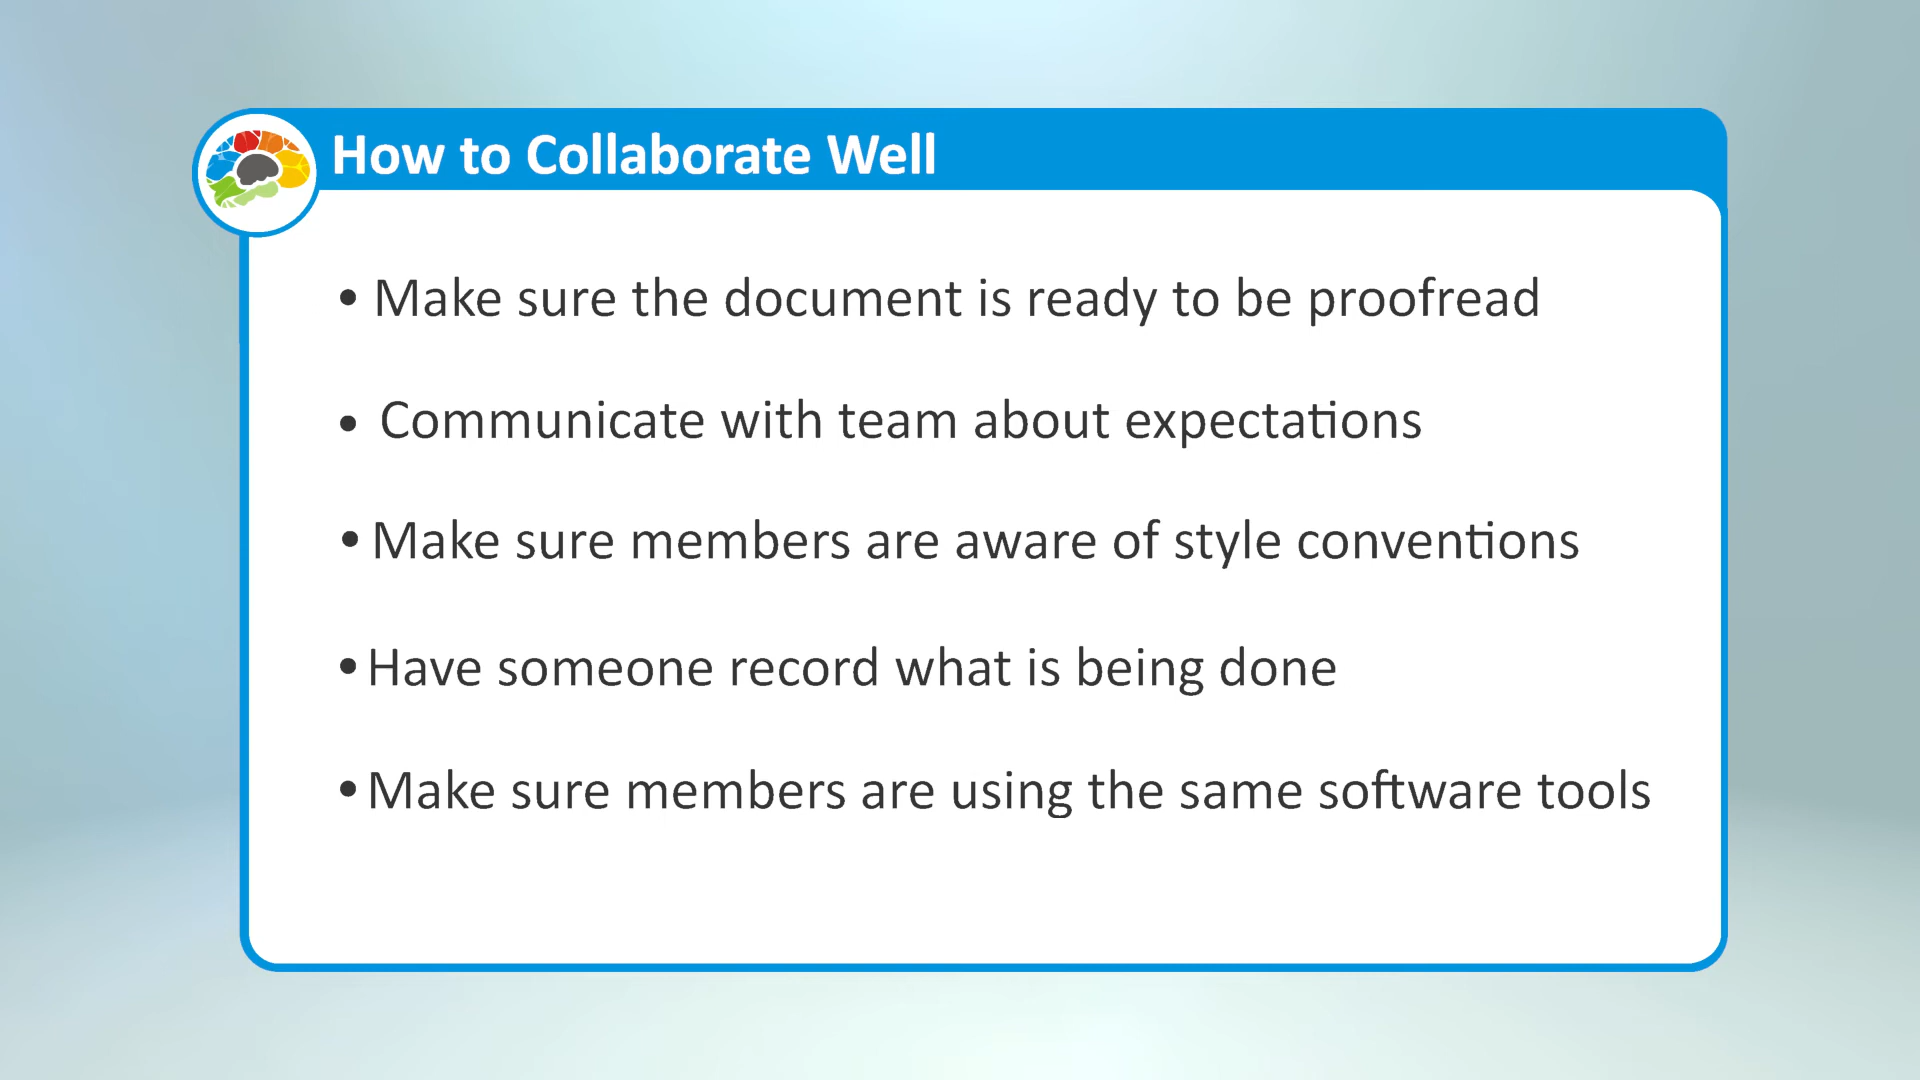 How to Collaborate Well
• Make sure the document is ready to be proofread
• Communicate with team about expectations
• Make sure members are aware of style conventions
• Have someone record what is being done
• Make sure members are using the same software tools